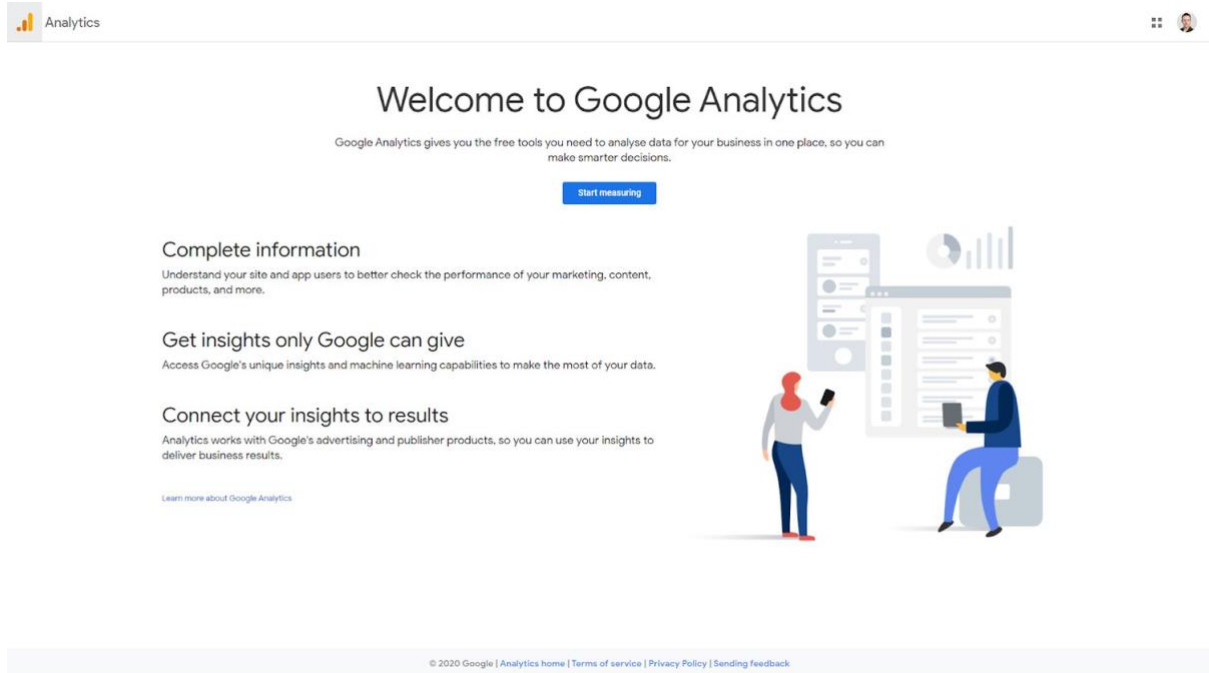 Analytics
Welcome to Google Analytics
Google Analytics gives you the free tools you need to analyse data for your business in one place, so you can
make smarter decisions.
Start measuring
Complete information
Understand your site and app users to better check the performance of your marketing, content,
products, and more.
Get insights only Google can give
Access Google's unique insights and machine learning capabilities to make the most of your data.
Connect your insights to results
Analytics works with Google's advertising and publisher products, so you can use your insights to
deliver business results.
Learn more about Google Analytics
© 2020 Google | Analytics home | Terms of service | Privacy Policy | Sending feedback